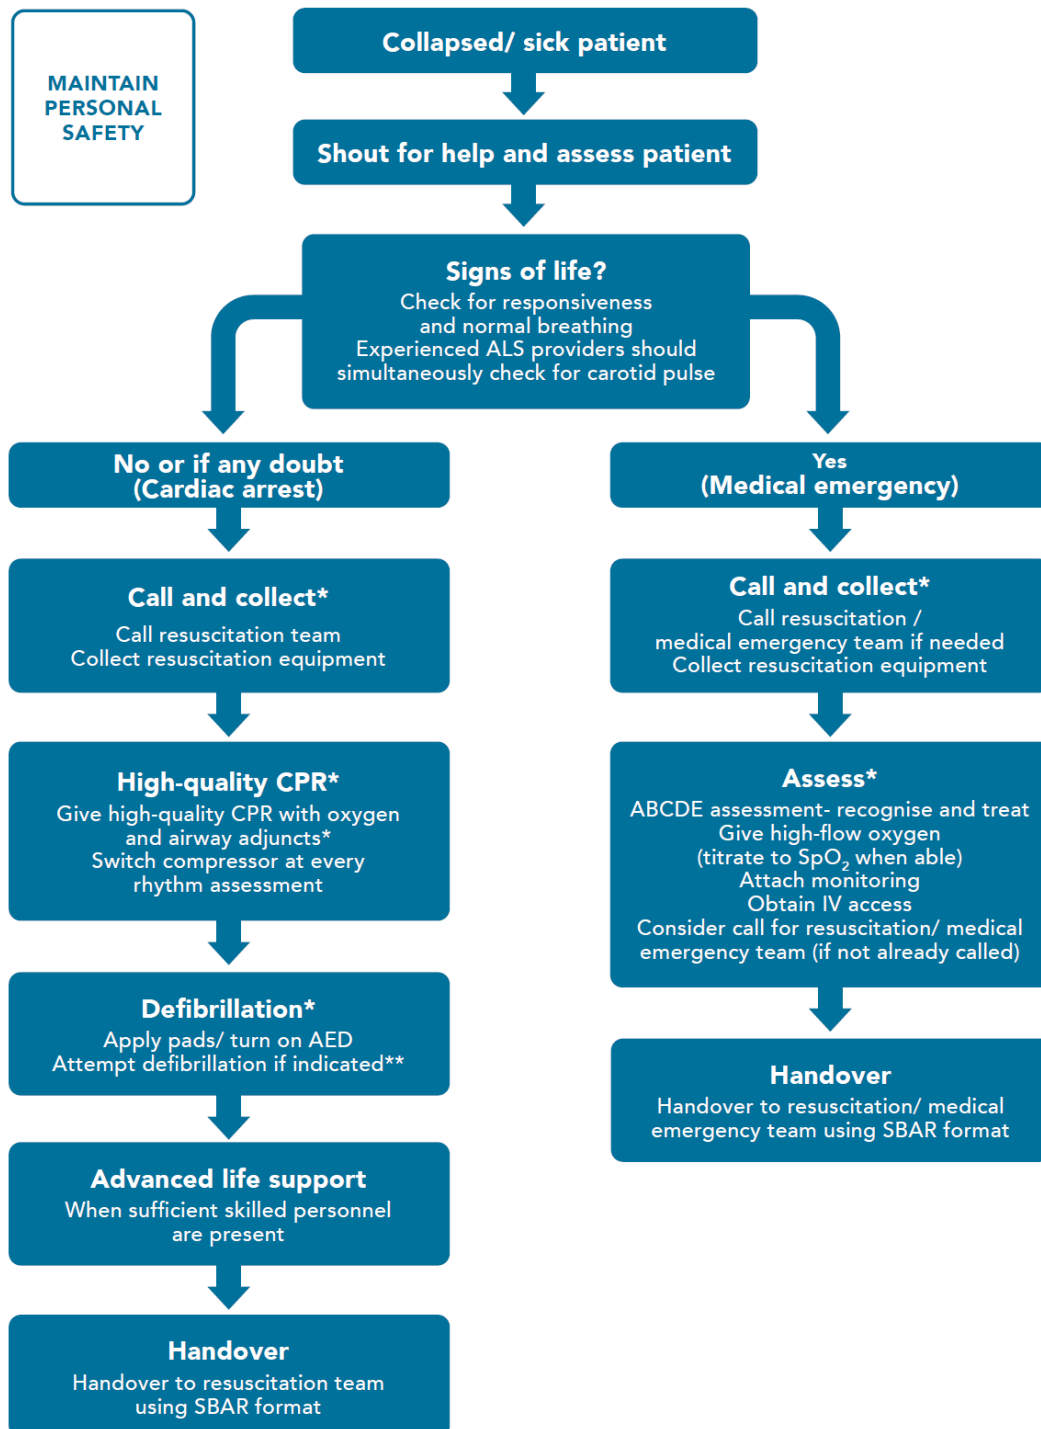 MAINTAIN
PERSONAL
SAFETY
Collapsed/ sick patient
Shout for help and assess patient
Signs of life?
Check for responsiveness
and normal breathing
Experienced ALS providers should
simultaneously check for carotid pulse
No or if any doubt
(Cardiac arrest)
Call and collect*
Call resuscitation team
Collect resuscitation equipment
High-quality CPR*
Give high-quality CPR with oxygen
and airway adjuncts*
Switch compressor at every
rhythm assessment
Defibrillation*
Apply pads/ turn on AED
Attempt defibrillation if indicated**
Advanced life support
When sufficient skilled personnel
are present
Handover
Handover to resuscitation team
using SBAR format
Yes
(Medical emergency)
Call and collect*
Call resuscitation /
medical emergency team if needed
Collect resuscitation equipment
Assess*
ABCDE assessment- recognise and treat
Give high-flow oxygen
(titrate to SpO₂ when able)
Attach monitoring
Obtain IV access
Consider call for resuscitation/ medical
emergency team (if not already called)
Handover
Handover to resuscitation/ medical
emergency team using SBAR format